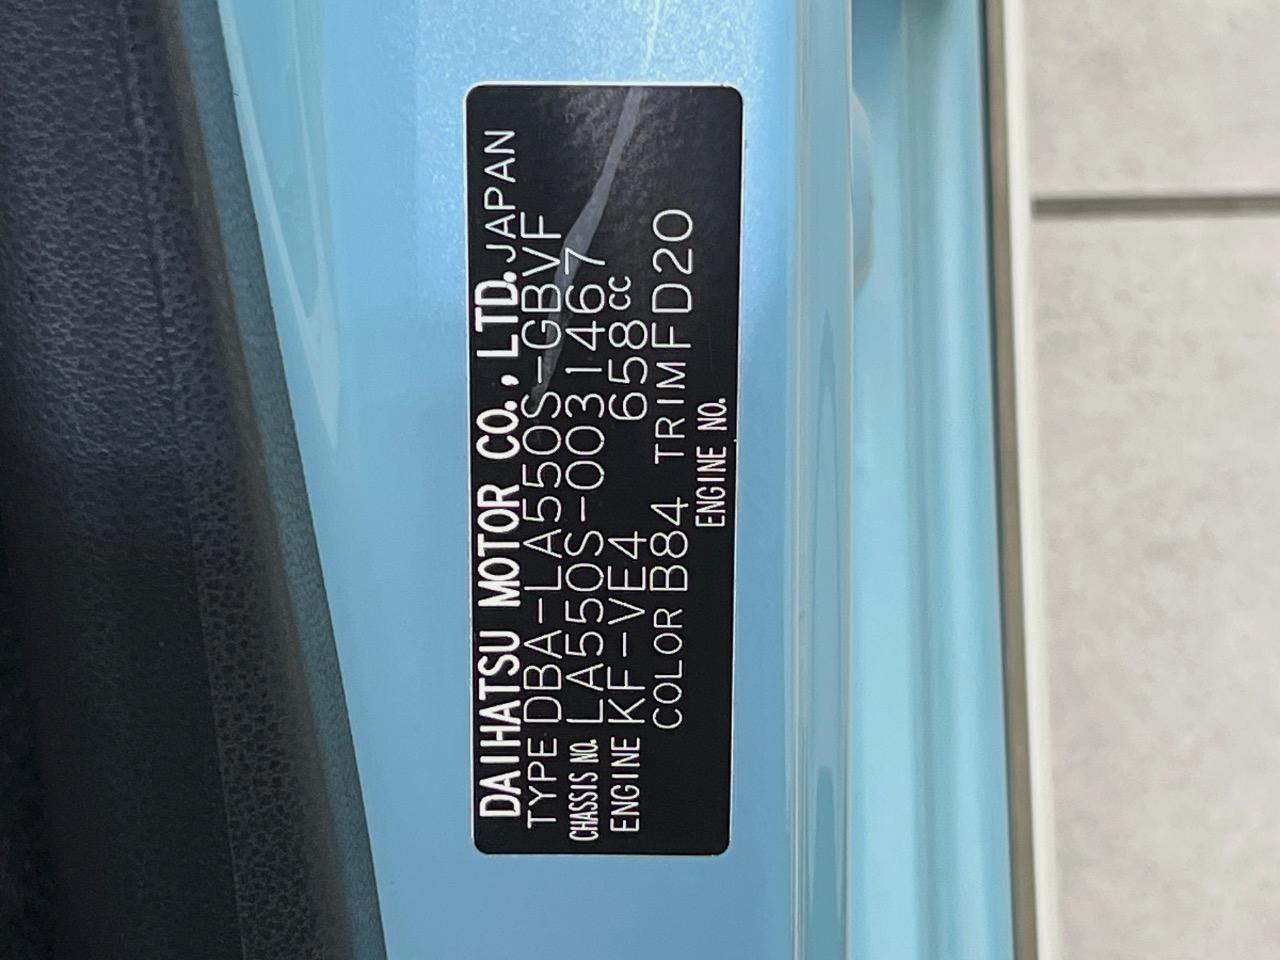 DAIHATSU MOTOR CO., LTD. JAPAN
TYPE DBA-LA550S-GBVF
CHASSIS NO. LA550S-0031467
ENGINE KF-VE4 658cc
COLOR B84 TRIM FD20
ENGINE NO.